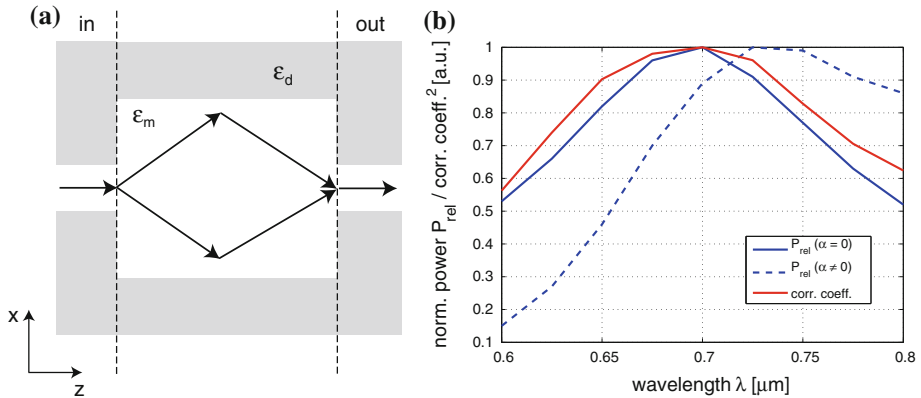 (a)
in
out
ε_d
ε_m
x
z
(b)
norm. power P_rel / corr. coeff.² [a.u.]
1
0.9
0.8
0.7
0.6
0.5
0.4
0.3
0.2
0.1
P_rel (α = 0)
P_rel (α ≠ 0)
corr. coeff.
0.6
0.65
0.7
0.75
0.8
wavelength λ [μm]